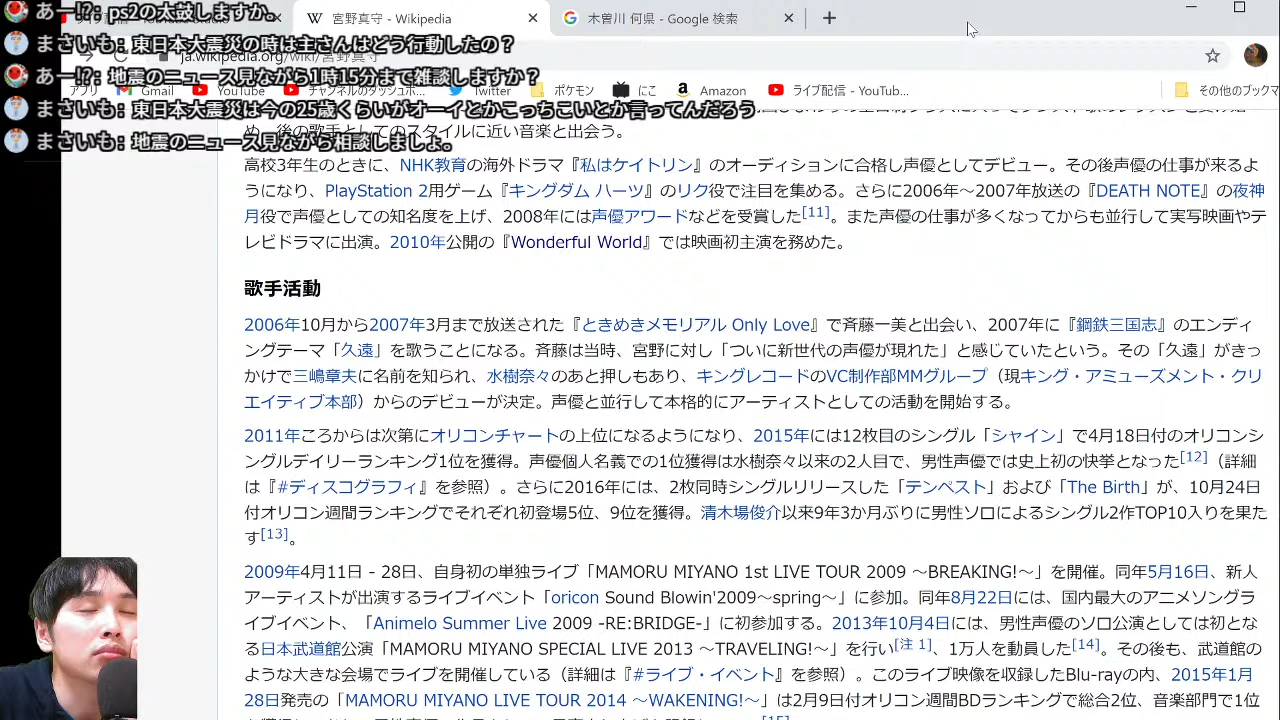 あー!?: ps2の太鼓しますか。
宮野真守 - Wikipedia
木曽川 何県 - Google 検索
まさいも: 東日本大震災の時は主さんはどう行動したの？
ja.wikipedia.org/wiki/宮野真守
あー!?: 地震のニュース見ながら1時15分まで雑談しますか？
アプリ
Gmail
YouTube
チャンネルのダッシュボ...
Twitter
ポケモン
にこ
Amazon
ライブ配信 - YouTub...
その他のブックマ
まさいも: 東日本大震災は今の25歳くらいがオーイとかこっちこいとか言ってんだろう
め、後の歌手としてのスタイルに近い音楽と出会う。
まさいも: 地震のニュース見ながら相談しましょ。
高校3年生のときに、NHK教育の海外ドラマ『私はケイトリン』のオーディションに合格し声優としてデビュー。その後声優の仕事が来るよ
うになり、PlayStation 2用ゲーム『キングダム ハーツ』のリク役で注目を集める。さらに2006年〜2007年放送の『DEATH NOTE』の夜神
月役で声優としての知名度を上げ、2008年には声優アワードなどを受賞した[11]。また声優の仕事が多くなってからも並行して実写映画やテ
レビドラマに出演。2010年公開の『Wonderful World』では映画初主演を務めた。
歌手活動
2006年10月から2007年3月まで放送された『ときめきメモリアル Only Love』で斉藤一美と出会い、2007年に『鋼鉄三国志』のエンディ
ングテーマ「久遠」を歌うことになる。斉藤は当時、宮野に対し「ついに新世代の声優が現れた」と感じていたという。その「久遠」がきっ
かけで三嶋章夫に名前を知られ、水樹奈々のあと押しもあり、キングレコードのVC制作部MMグループ（現キング・アミューズメント・クリ
エイティブ本部）からのデビューが決定。声優と並行して本格的にアーティストとしての活動を開始する。
2011年ころからは次第にオリコンチャートの上位になるようになり、2015年には12枚目のシングル「シャイン」で4月18日付のオリコンシ
ングルデイリーランキング1位を獲得。声優個人名義での1位獲得は水樹奈々以来の2人目で、男性声優では史上初の快挙となった[12]（詳細
は『#ディスコグラフィ』を参照）。さらに2016年には、2枚同時シングルリリースした「テンペスト」および「The Birth」が、10月24日
付オリコン週間ランキングでそれぞれ初登場5位、9位を獲得。清木場俊介以来9年3か月ぶりに男性ソロによるシングル2作TOP10入りを果た
す[13]。
2009年4月11日 - 28日、自身初の単独ライブ「MAMORU MIYANO 1st LIVE TOUR 2009 〜BREAKING!〜」を開催。同年5月16日、新人
アーティストが出演するライブイベント「oricon Sound Blowin'2009〜spring〜」に参加。同年8月22日には、国内最大のアニメソングラ
イブイベント、「Animelo Summer Live 2009 -RE:BRIDGE-」に初参加する。2013年10月4日には、男性声優のソロ公演としては初とな
る日本武道館公演「MAMORU MIYANO SPECIAL LIVE 2013 〜TRAVELING!〜」を行い[注 1]、1万人を動員した[14]。その後も、武道館の
ような大きな会場でライブを開催している（詳細は『#ライブ・イベント』を参照）。このライブ映像を収録したBlu-rayの内、2015年1月
28日発売の「MAMORU MIYANO LIVE TOUR 2014 〜WAKENING!〜」は2月9日付オリコン週間BDランキングで総合2位、音楽部門で1位